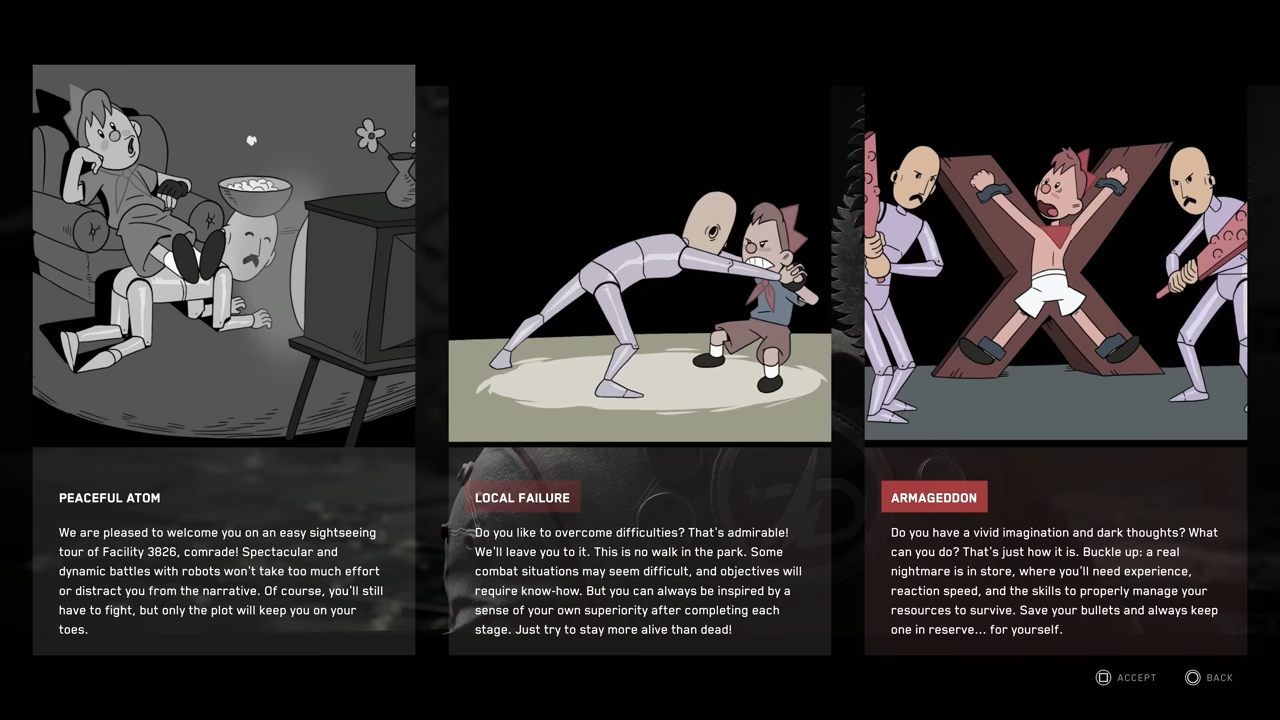 PEACEFUL ATOM
We are pleased to welcome you on an easy sightseeing
tour of Facility 3826, comrade! Spectacular and
dynamic battles with robots won't take too much effort
or distract you from the narrative. Of course, you'll still
have to fight, but only the plot will keep you on your
toes.
LOCAL FAILURE
Do you like to overcome difficulties? That's admirable!
We'll leave you to it. This is no walk in the park. Some
combat situations may seem difficult, and objectives will
require know-how. But you can always be inspired by a
sense of your own superiority after completing each
stage. Just try to stay more alive than dead!
ARMAGEDDON
Do you have a vivid imagination and dark thoughts? What
can you do? That's just how it is. Buckle up: a real
nightmare is in store, where you'll need experience,
reaction speed, and the skills to properly manage your
resources to survive. Save your bullets and always keep
one in reserve... for yourself.
ACCEPT BACK